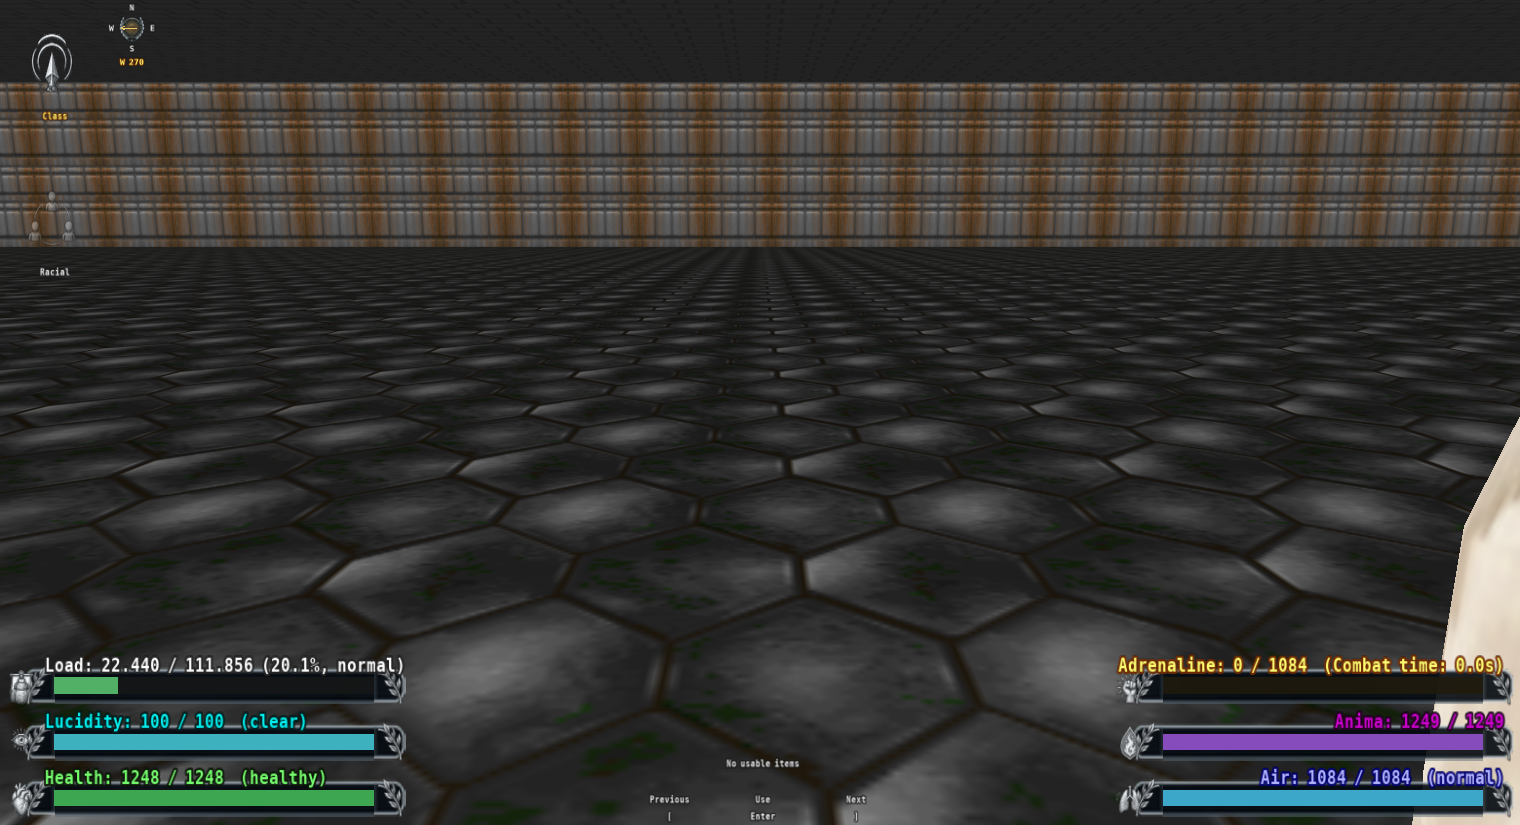 N
W E
S
W 270
Class
Racial
Load: 22.440 / 111.856 (20.1%, normal)
Lucidity: 100 / 100 (clear)
Health: 1248 / 1248 (healthy)
No usable items
Previous Use Next
[ Enter ]
Adrenaline: 0 / 1084 (Combat time: 0.0s)
Anima: 1249 / 1249
Air: 1084 / 1084 (normal)